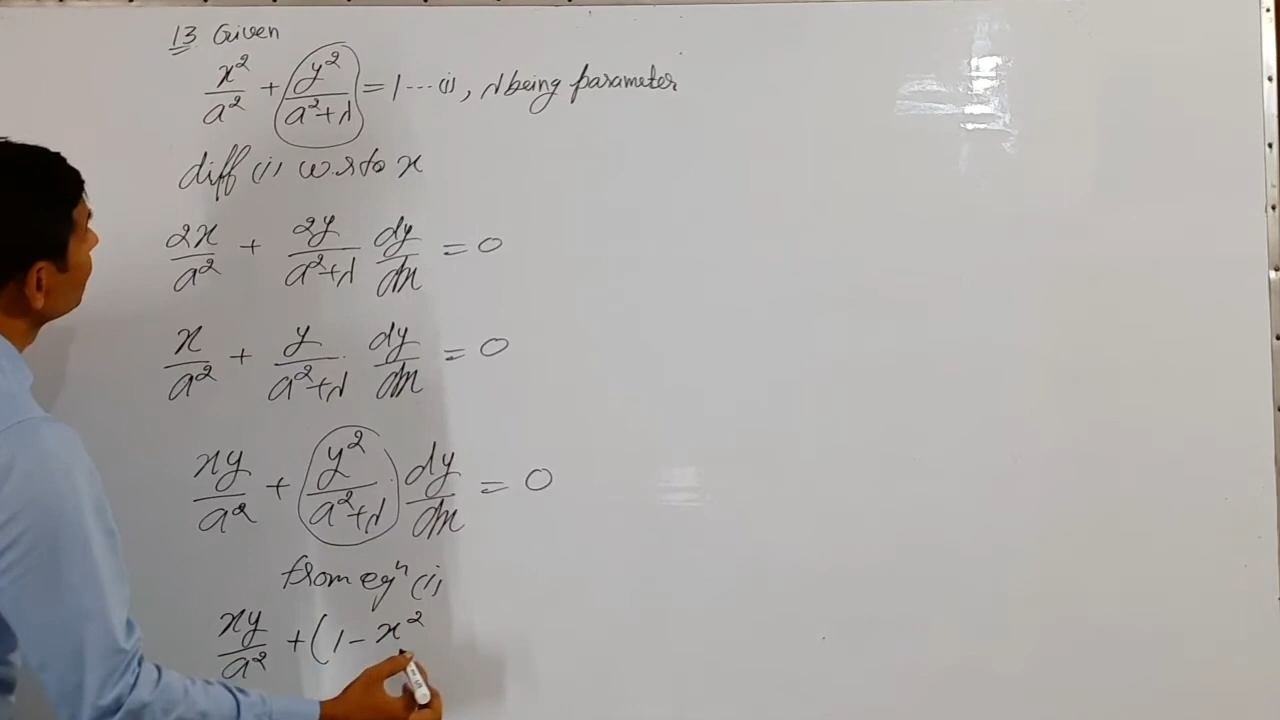 13 Given
x²/a² + y²/(a²+λ) = 1 --- (i), λ being parameter
diff (i) w.r.to x
2x/a² + 2y/(a²+λ) dy/dx = 0
x/a² + y/(a²+λ) · dy/dx = 0
xy/a² + y²/(a²+λ) · dy/dx = 0
from eqⁿ (i)
xy/a² + (1 - x²